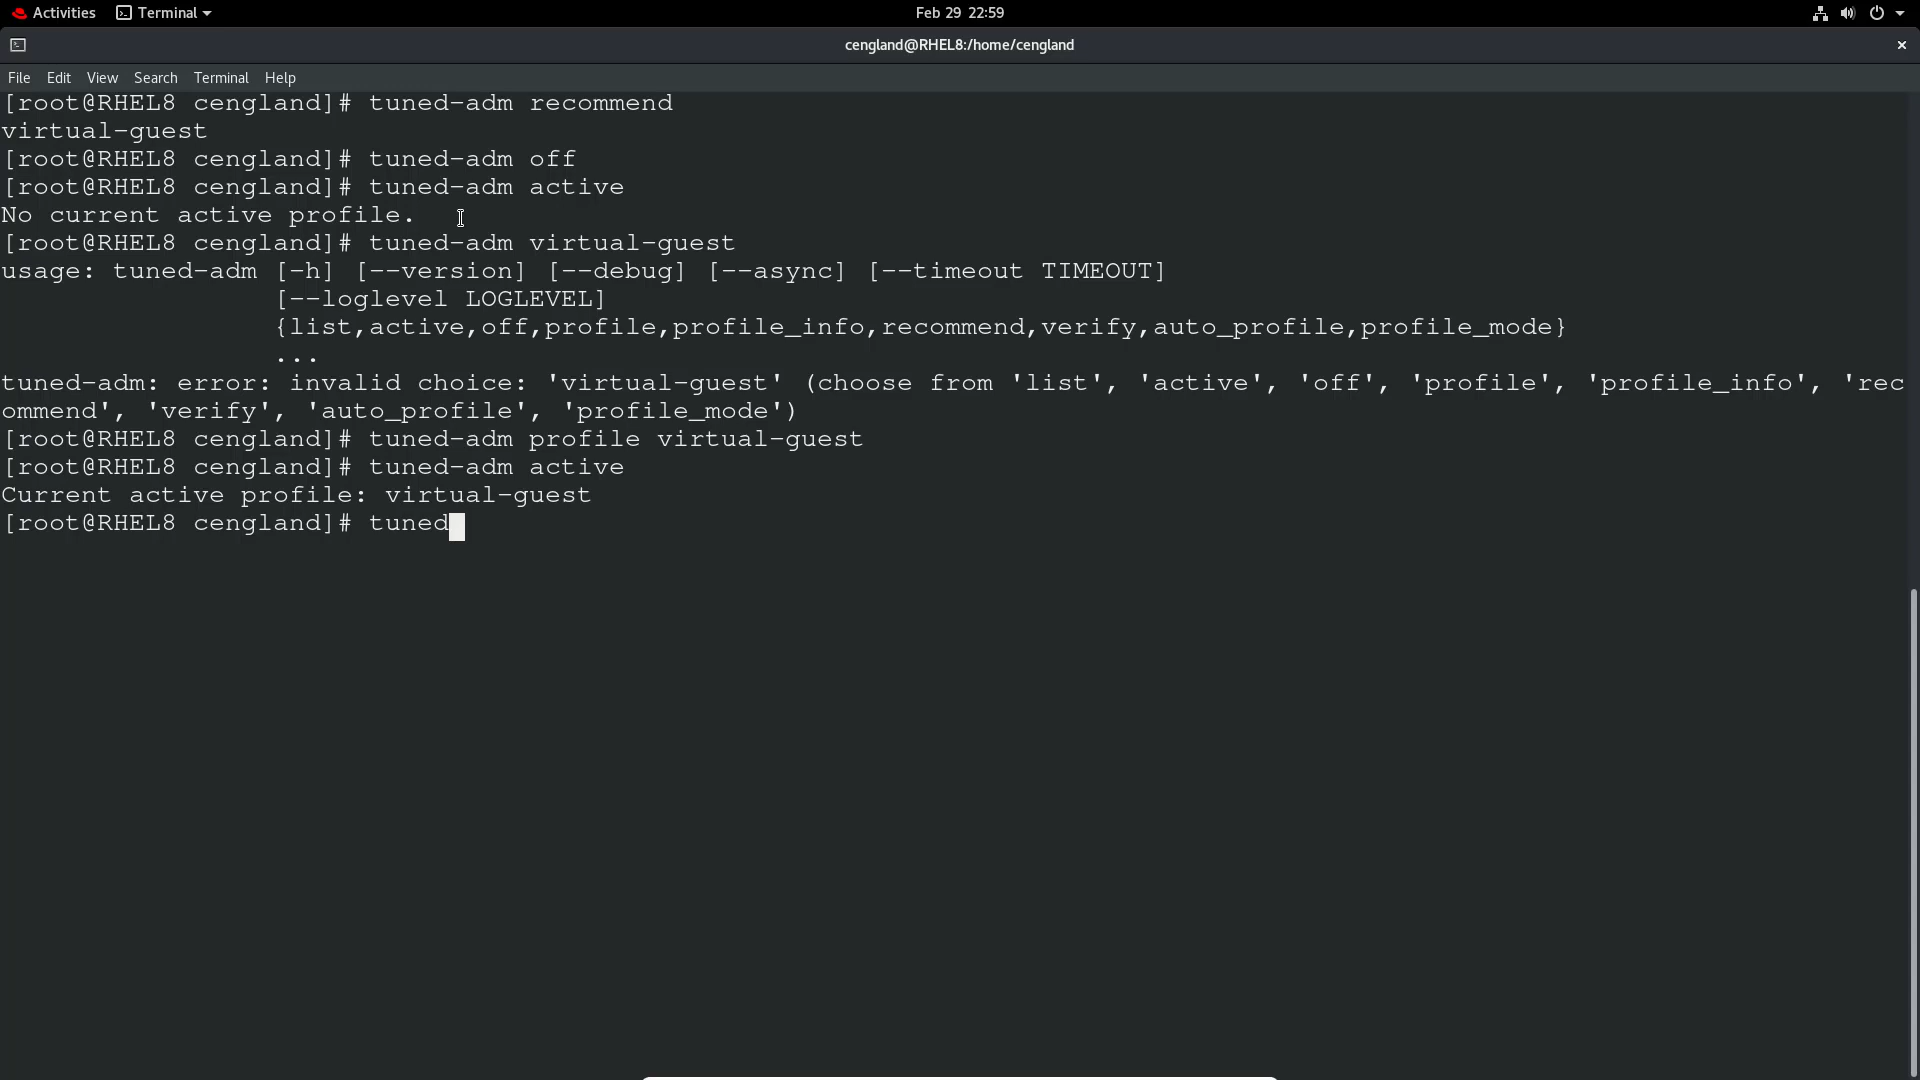 Activities Terminal Feb 29 22:59
cengland@RHEL8:/home/cengland
File Edit View Search Terminal Help
[root@RHEL8 cengland]# tuned-adm recommend
virtual-guest
[root@RHEL8 cengland]# tuned-adm off
[root@RHEL8 cengland]# tuned-adm active
No current active profile.
[root@RHEL8 cengland]# tuned-adm virtual-guest
usage: tuned-adm [-h] [--version] [--debug] [--async] [--timeout TIMEOUT]
[--loglevel LOGLEVEL]
{list,active,off,profile,profile_info,recommend,verify,auto_profile,profile_mode}
...
tuned-adm: error: invalid choice: 'virtual-guest' (choose from 'list', 'active', 'off', 'profile', 'profile_info', 'rec
ommend', 'verify', 'auto_profile', 'profile_mode')
[root@RHEL8 cengland]# tuned-adm profile virtual-guest
[root@RHEL8 cengland]# tuned-adm active
Current active profile: virtual-guest
[root@RHEL8 cengland]# tuned